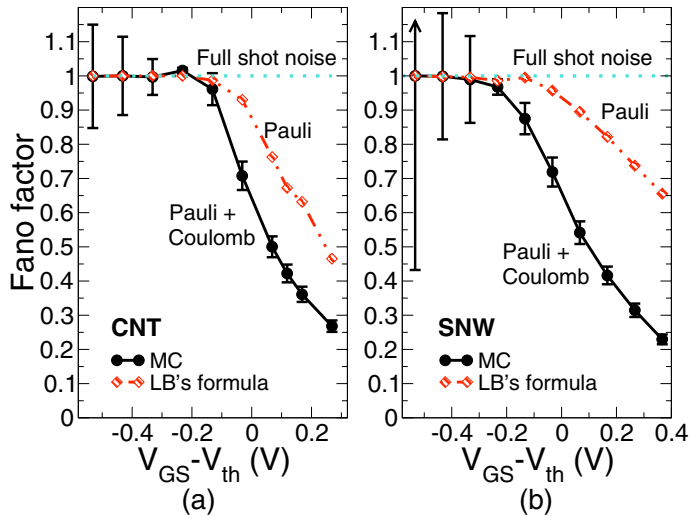 Fano factor
1.1
1
0.9
0.8
0.7
0.6
0.5
0.4
0.3
0.2
0.1
0
Full shot noise
Pauli
Pauli +
Coulomb
CNT
MC
LB's formula
-0.4 -0.2 0 0.2
V_GS-V_th (V)
(a)
1.1
1
0.9
0.8
0.7
0.6
0.5
0.4
0.3
0.2
0.1
0
Full shot noise
Pauli
Pauli +
Coulomb
SNW
MC
LB's formula
-0.4 -0.2 0 0.2 0.4
V_GS-V_th (V)
(b)